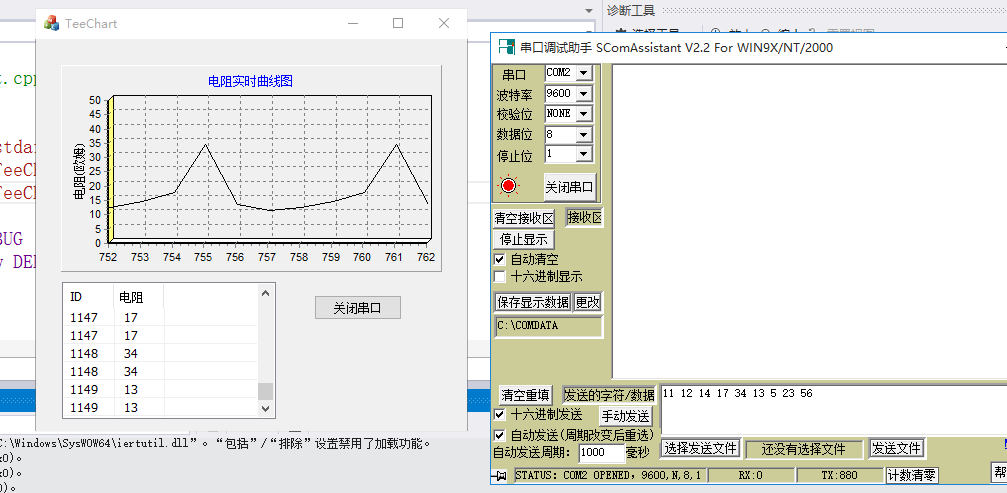 TeeChart
诊断工具
电阻实时曲线图
电阻(欧姆)
50
45
40
35
30
25
20
15
10
5
0
752 753 754 755 756 757 758 759 760 761 762
ID 电阻
1147 17
1147 17
1148 34
1148 34
1149 13
1149 13
关闭串口
t.cpp
stdaf
TeeCh
TeeCh
BUG
w DEB
C:\Windows\SysWOW64\iertutil.dll”。“包括”/“排除”设置禁用了加载功能。
x0)。
x0)。
0)。
串口调试助手 SComAssistant V2.2 For WIN9X/NT/2000
串口 COM2
波特率 9600
校验位 NONE
数据位 8
停止位 1
关闭串口
清空接收区 接收区
停止显示
自动清空
十六进制显示
保存显示数据 更改
C:\COMDATA
清空重填 发送的字符/数据 11 12 14 17 34 13 5 23 56
十六进制发送 手动发送
自动发送(周期改变后重选)
自动发送周期: 1000 毫秒 选择发送文件 还没有选择文件 发送文件
STATUS: COM2 OPENED, 9600,N,8,1 RX:0 TX:880 计数清零 帮